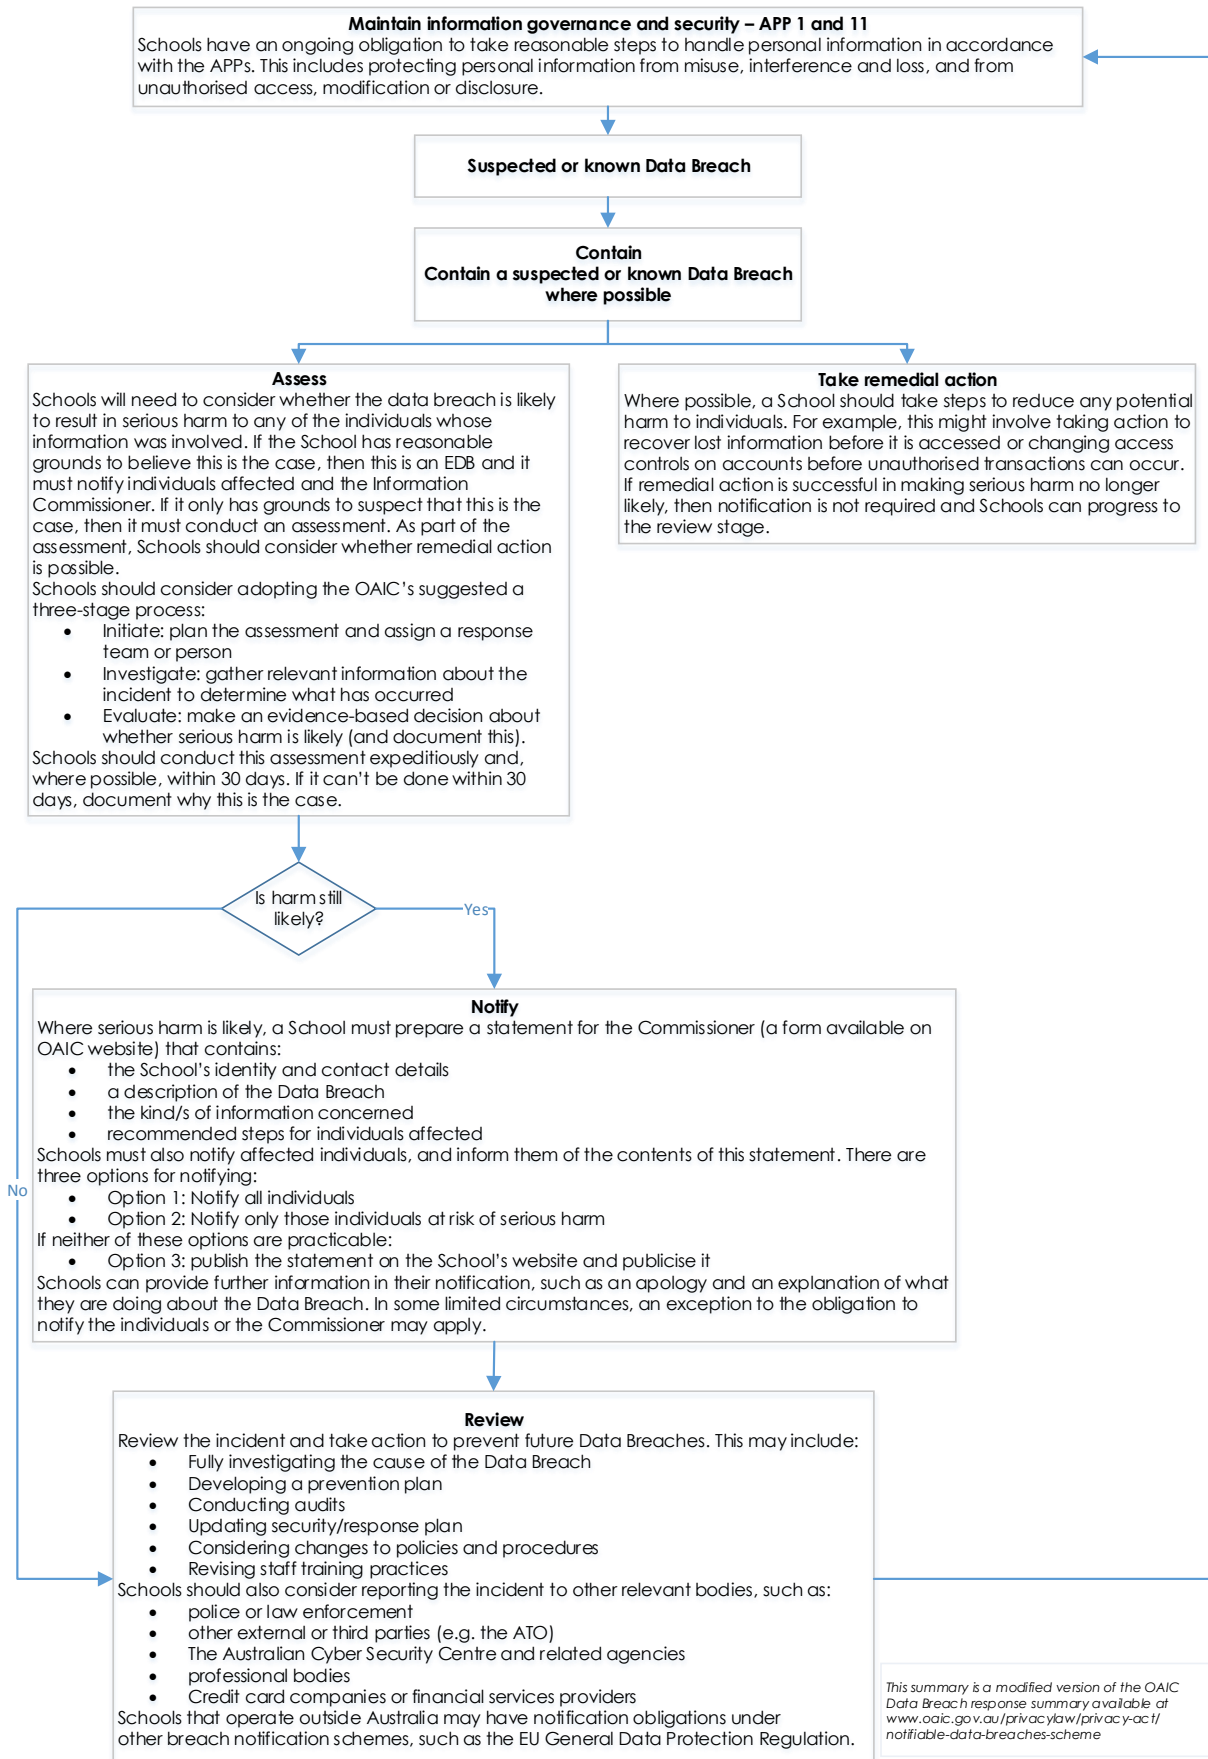 Maintain information governance and security – APP 1 and 11
Schools have an ongoing obligation to take reasonable steps to handle personal information in accordance
with the APPs. This includes protecting personal information from misuse, interference and loss, and from
unauthorised access, modification or disclosure.
Suspected or known Data Breach
Contain
Contain a suspected or known Data Breach
where possible
Assess
Schools will need to consider whether the data breach is likely
to result in serious harm to any of the individuals whose
information was involved. If the School has reasonable
grounds to believe this is the case, then this is an EDB and it
must notify individuals affected and the Information
Commissioner. If it only has grounds to suspect that this is the
case, then it must conduct an assessment. As part of the
assessment, Schools should consider whether remedial action
is possible.
Schools should consider adopting the OAIC's suggested a
three-stage process:
• Initiate: plan the assessment and assign a response
team or person
• Investigate: gather relevant information about the
incident to determine what has occurred
• Evaluate: make an evidence-based decision about
whether serious harm is likely (and document this).
Schools should conduct this assessment expeditiously and,
where possible, within 30 days. If it can't be done within 30
days, document why this is the case.
Take remedial action
Where possible, a School should take steps to reduce any potential
harm to individuals. For example, this might involve taking action to
recover lost information before it is accessed or changing access
controls on accounts before unauthorised transactions can occur.
If remedial action is successful in making serious harm no longer
likely, then notification is not required and Schools can progress to
the review stage.
Is harm still
likely?
Yes
No
Notify
Where serious harm is likely, a School must prepare a statement for the Commissioner (a form available on
OAIC website) that contains:
• the School's identity and contact details
• a description of the Data Breach
• the kind/s of information concerned
• recommended steps for individuals affected
Schools must also notify affected individuals, and inform them of the contents of this statement. There are
three options for notifying:
• Option 1: Notify all individuals
• Option 2: Notify only those individuals at risk of serious harm
If neither of these options are practicable:
• Option 3: publish the statement on the School's website and publicise it
Schools can provide further information in their notification, such as an apology and an explanation of what
they are doing about the Data Breach. In some limited circumstances, an exception to the obligation to
notify the individuals or the Commissioner may apply.
Review
Review the incident and take action to prevent future Data Breaches. This may include:
• Fully investigating the cause of the Data Breach
• Developing a prevention plan
• Conducting audits
• Updating security/response plan
• Considering changes to policies and procedures
• Revising staff training practices
Schools should also consider reporting the incident to other relevant bodies, such as:
• police or law enforcement
• other external or third parties (e.g. the ATO)
• The Australian Cyber Security Centre and related agencies
• professional bodies
• Credit card companies or financial services providers
Schools that operate outside Australia may have notification obligations under
other breach notification schemes, such as the EU General Data Protection Regulation.
This summary is a modified version of the OAIC
Data Breach response summary available at
www.oaic.gov.au/privacylaw/privacy-act/
notifiable-data-breaches-scheme